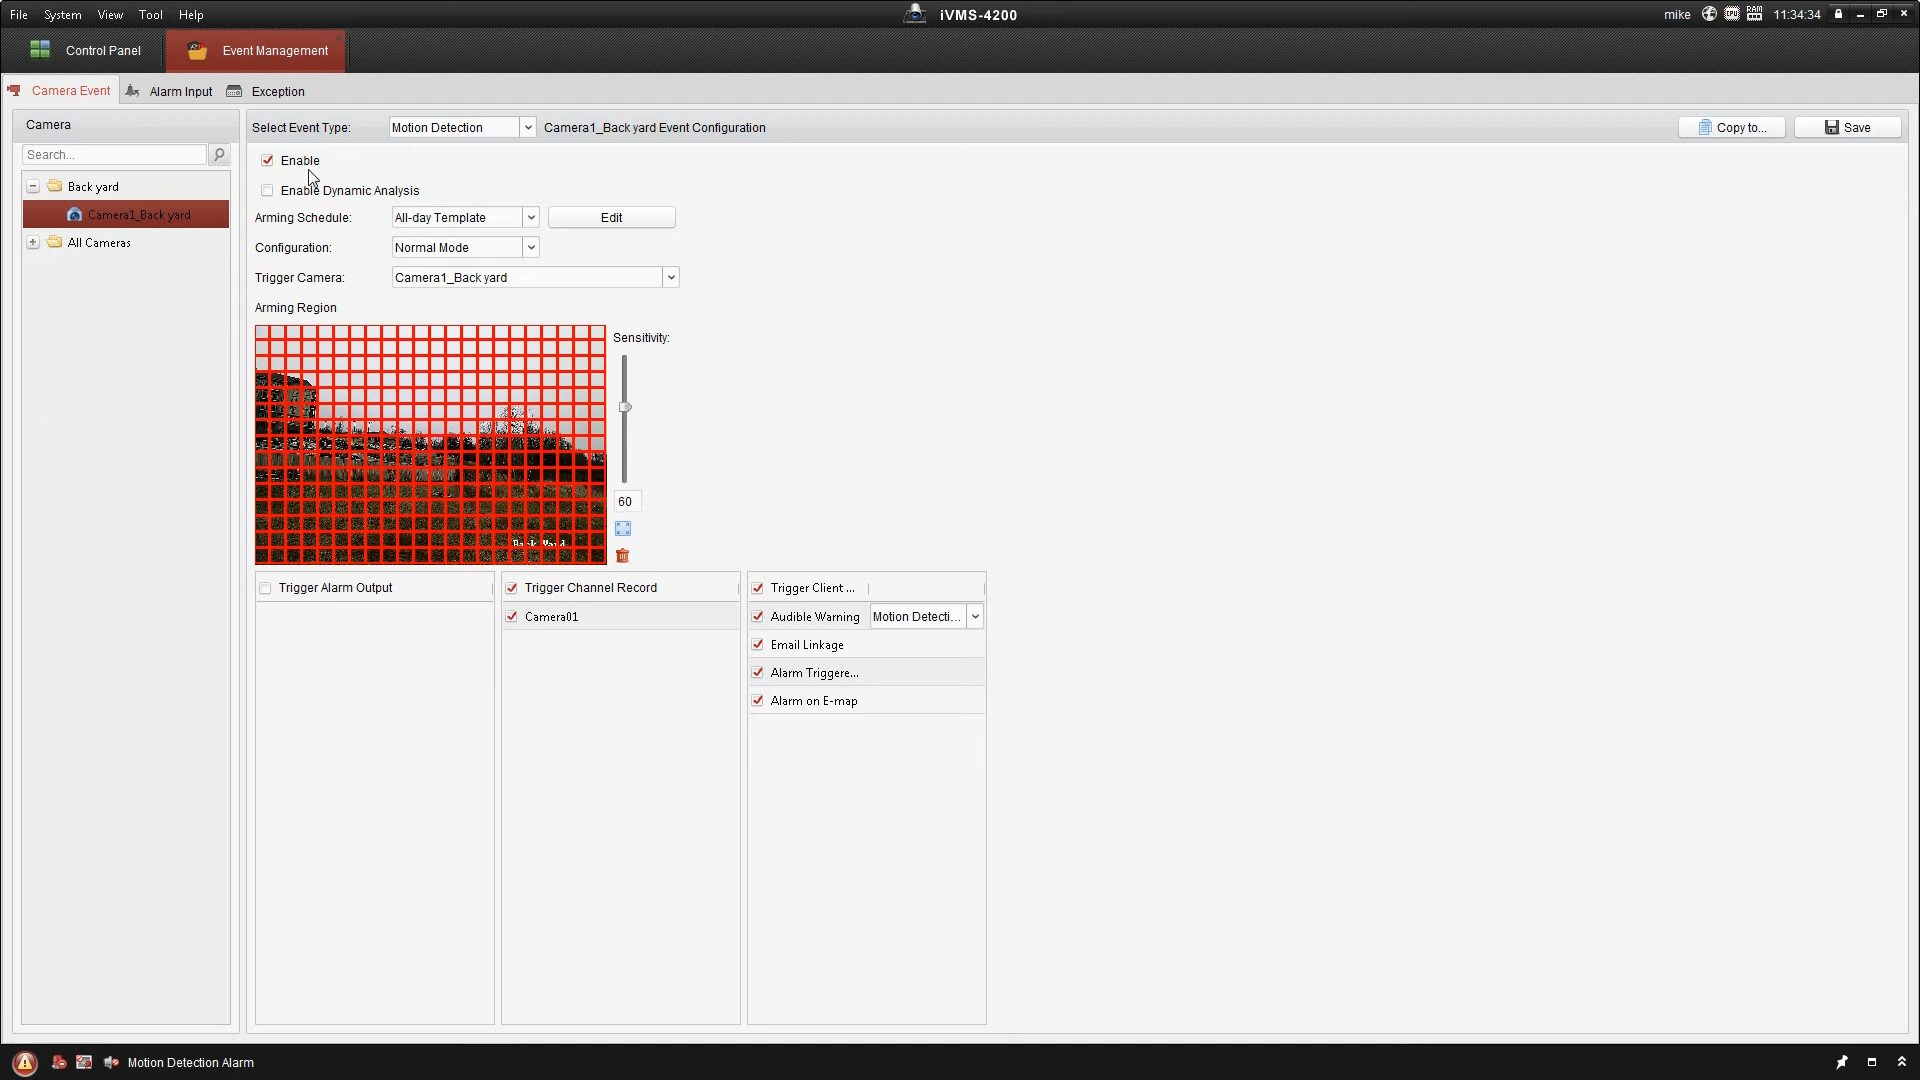 File System View Tool Help
iVMS-4200
mike RAM 11:34:34
Control Panel
Event Management
Camera Event
Alarm Input
Exception
Camera
Select Event Type: Motion Detection Camera1_Back yard Event Configuration
Copy to...
Save
Search...
Enable
Back yard
Enable Dynamic Analysis
Camera1_Back yard
Arming Schedule: All-day Template Edit
All Cameras
Configuration: Normal Mode
Trigger Camera: Camera1_Back yard
Arming Region
Sensitivity:
60
Back Yard
Trigger Alarm Output
Trigger Channel Record
Trigger Client ...
Camera01
Audible Warning Motion Detecti...
Email Linkage
Alarm Triggere...
Alarm on E-map
Motion Detection Alarm